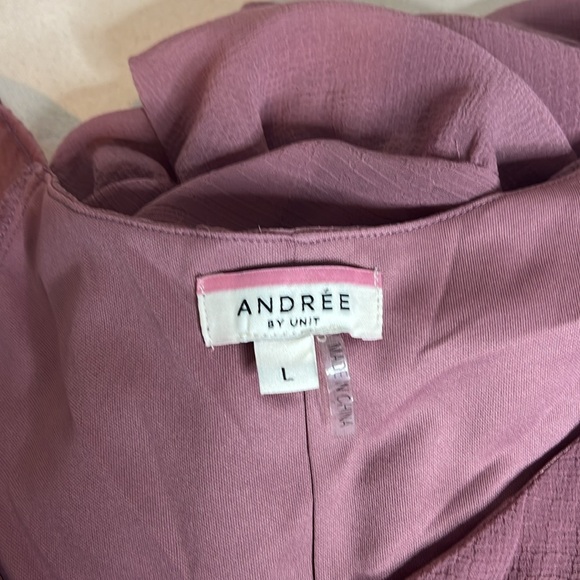 ANDRÉE
BY UNIT
L
MADE IN CHINA